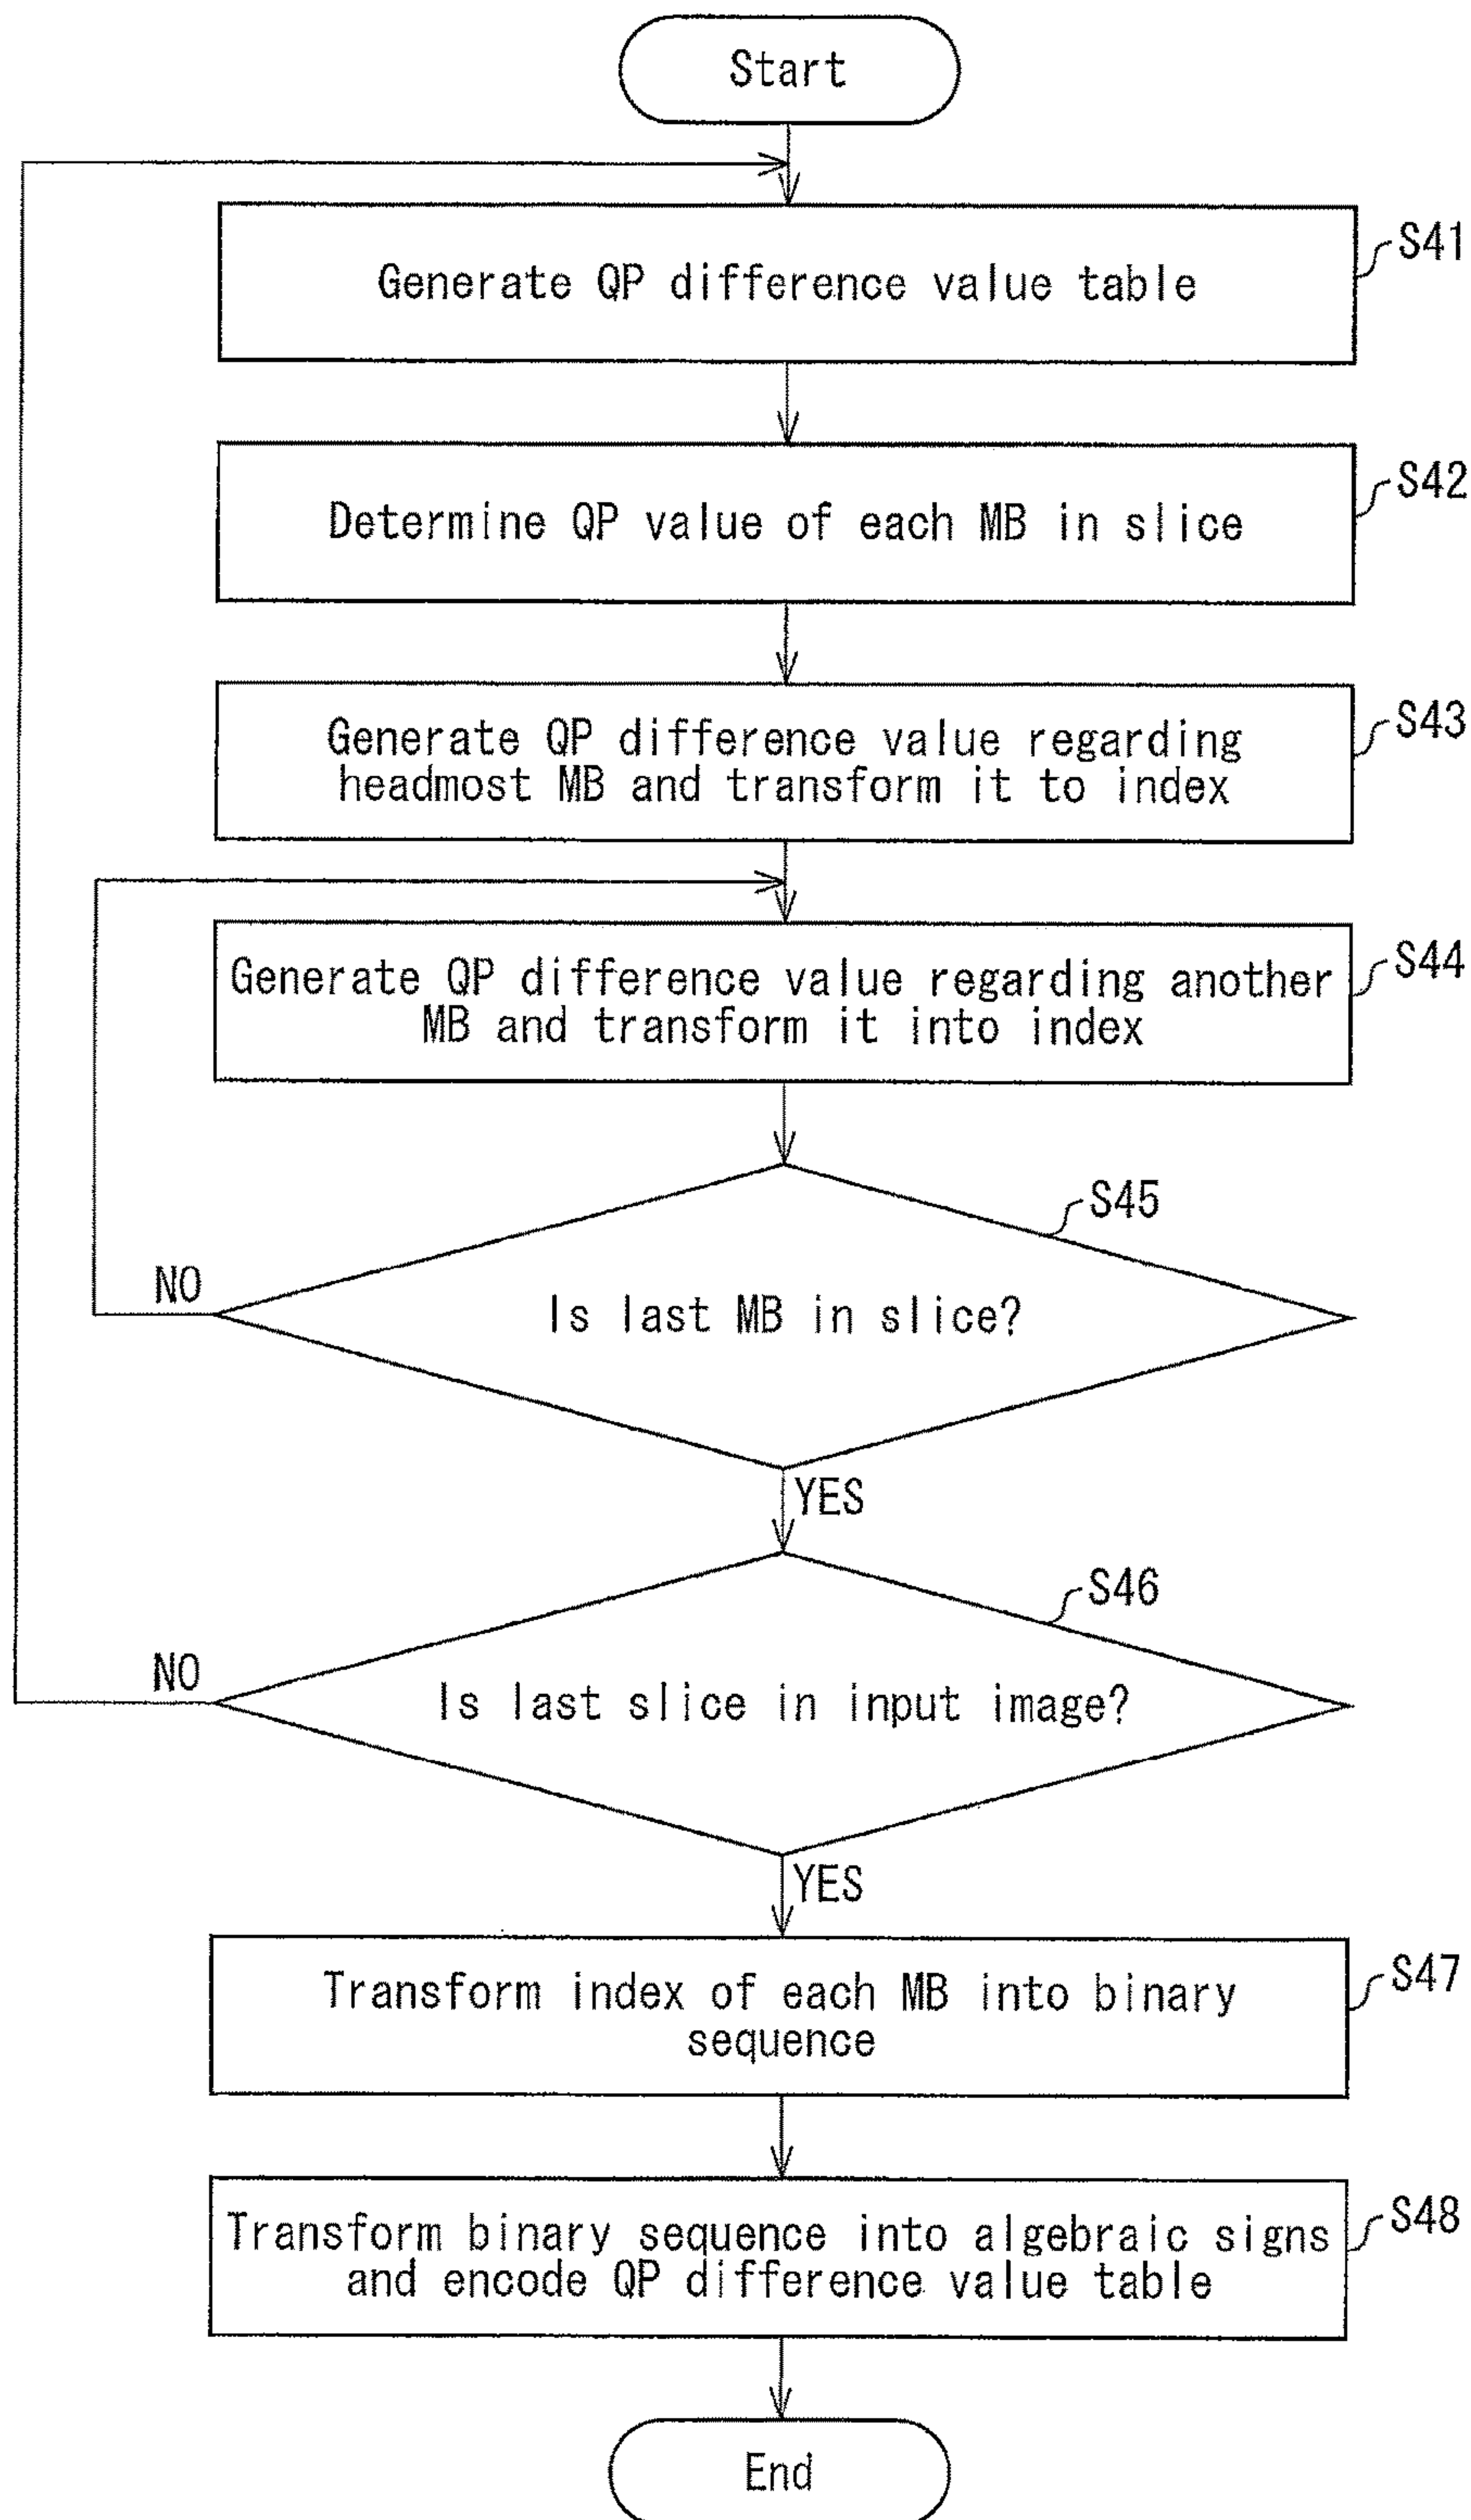 Start
Generate QP difference value table
S41
Determine QP value of each MB in slice
S42
Generate QP difference value regarding
headmost MB and transform it to index
S43
Generate QP difference value regarding another
MB and transform it into index
S44
S45
Is last MB in slice?
NO
YES
S46
Is last slice in input image?
NO
YES
Transform index of each MB into binary
sequence
S47
Transform binary sequence into algebraic signs
and encode QP difference value table
S48
End